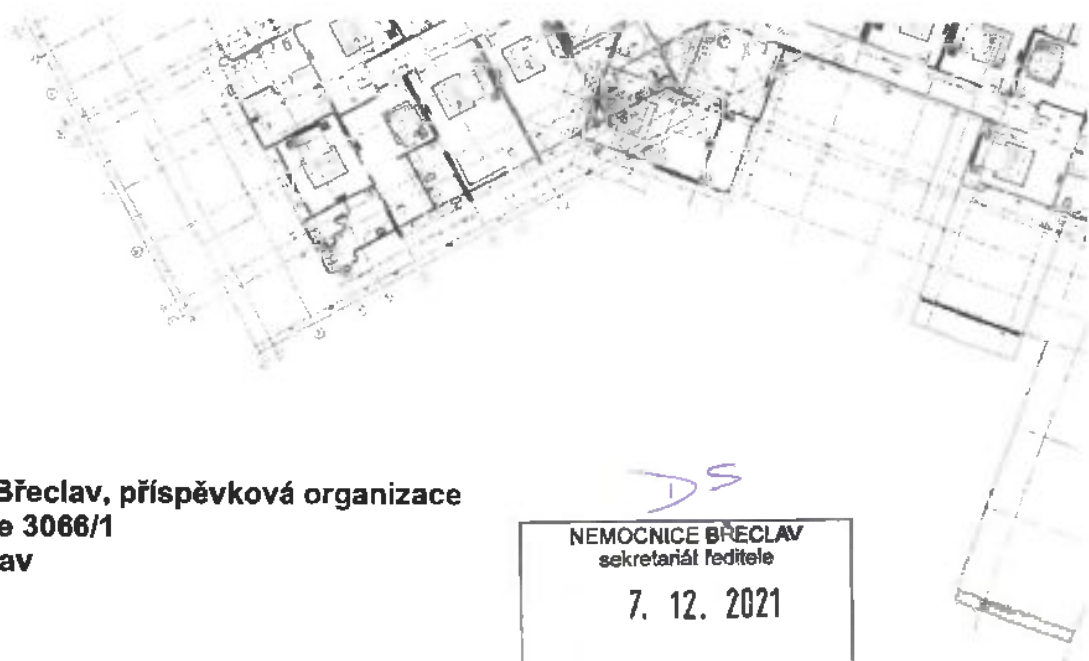 Břeclav, příspěvková organizace
e 3066/1
av
DS
NEMOCNICE BŘECLAV
sekretariát ředitele
7. 12. 2021